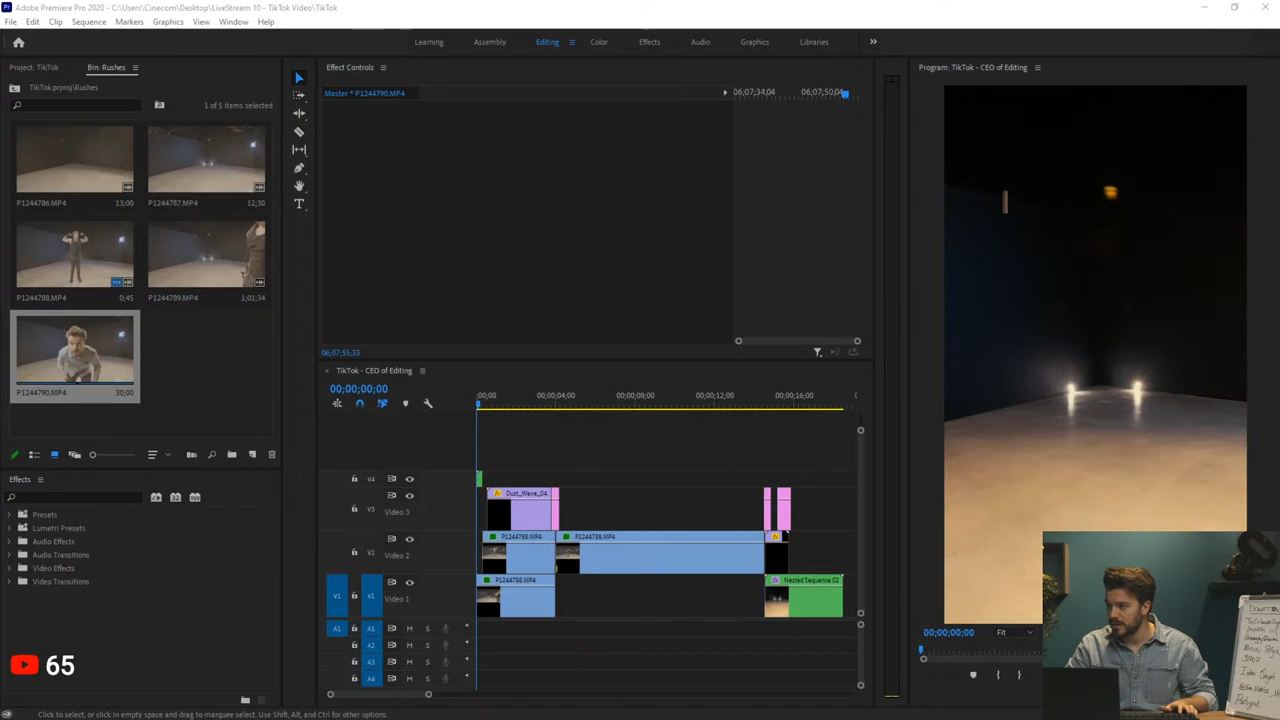 Adobe Premiere Pro 2020 - C:\Users\Cinecom\Desktop\LiveStream 10 - TikTok Video\TikTok
File Edit Clip Sequence Markers Graphics View Window Help
Learning Assembly Editing Color Effects Audio Graphics Libraries
Project: TikTok Bin: Rushes
TikTok.prproj\Rushes
1 of 5 items selected
P1244786.MP4 13;00 P1244787.MP4 12;30
P1244788.MP4 0;45 P1244789.MP4 1;01;34
P1244790.MP4 30;00
Effects
Presets
Lumetri Presets
Audio Effects
Audio Transitions
Video Effects
Video Transitions
65
Effect Controls
Master * P1244790.MP4
06;07;34;04 06;07;50;04
06;07;55;33
TikTok - CEO of Editing
00;00;00;00
;00;00 00;00;04;00 00;00;08;00 00;00;12;00 00;00;16;00
V4
Dust_Wave_04.
V3 Video 3
P1244788.MP4 P1244788.MP4
V2 Video 2
P1244788.MP4 Nested Sequence 02
V1 V1 Video 1
A1 A1 M S
A2 M S
A3 M S
A4 M S
Program: TikTok - CEO of Editing
00;00;00;00 Fit
Portugal
Click to select, or click in empty space and drag to marquee select. Use Shift, Alt, and Ctrl for other options.